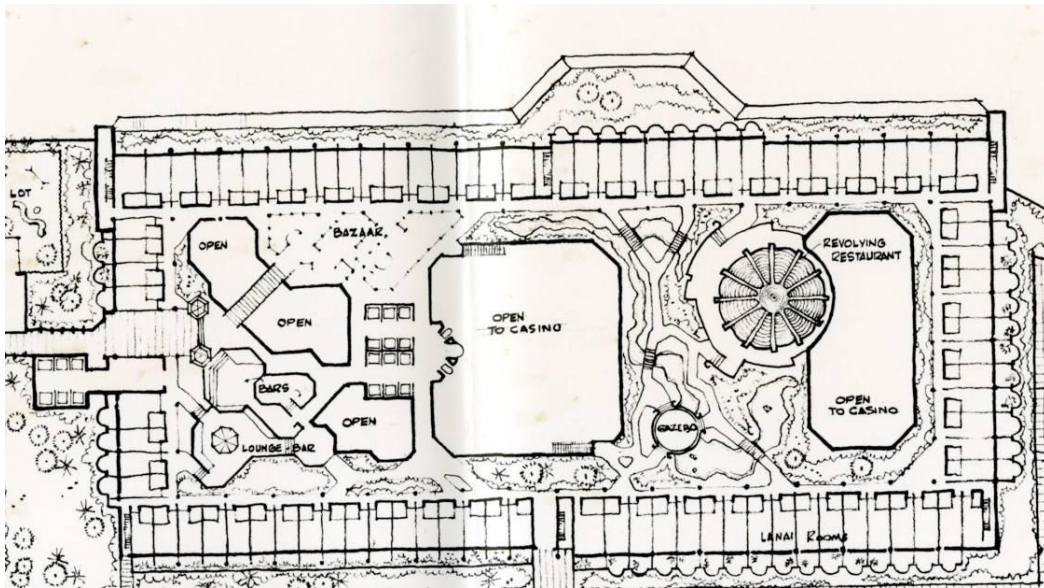 LOT
OPEN
BAZAAR
REVOLVING
RESTAURANT
OPEN
OPEN
TO CASINO
BARS
OPEN
LOUNGE-BAR
GAZEBO
OPEN
TO CASINO
LANAI ROOMS